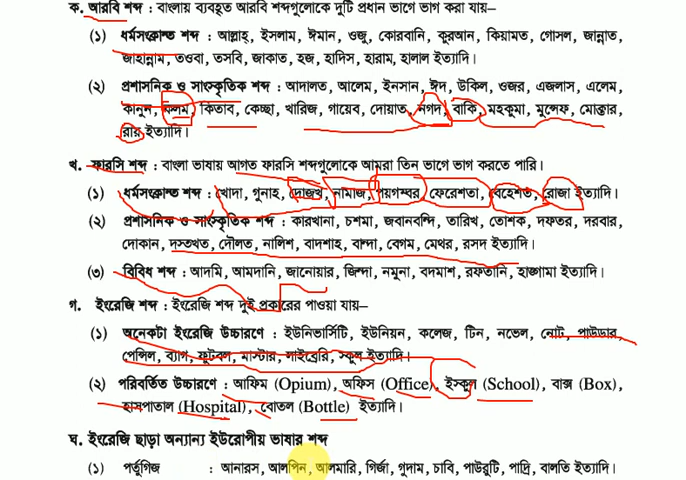 ক. আরবি শব্দ : বাংলায় ব্যবহৃত আরবি শব্দগুলোকে দুটি প্রধান ভাগে ভাগ করা যায়–
(১) ধর্মসংক্রান্ত শব্দ : আল্লাহ্, ইসলাম, ঈমান, ওজু, কোরবানি, কুরআন, কিয়ামত, গোসল, জান্নাত,
জাহান্নাম, তওবা, তসবি, জাকাত, হজ, হাদিস, হারাম, হালাল ইত্যাদি।
(২) প্রশাসনিক ও সাংস্কৃতিক শব্দ : আদালত, আলেম, ইনসান, ঈদ, উকিল, ওজর, এজলাস, এলেম,
কানুন, কলম, কিতাব, কেচ্ছা, খারিজ, গায়েব, দোয়াত, নগদ, বাকি, মহকুমা, মুন্সেফ, মোক্তার,
রায় ইত্যাদি।
খ. ফারসি শব্দ : বাংলা ভাষায় আগত ফারসি শব্দগুলোকে আমরা তিন ভাগে ভাগ করতে পারি।
(১) ধর্মসংক্রান্ত শব্দ : খোদা, গুনাহ, দোজখ, নামাজ, পয়গম্বর, ফেরেশতা, বেহেশত, রোজা ইত্যাদি।
(২) প্রশাসনিক ও সাংস্কৃতিক শব্দ : কারখানা, চশমা, জবানবন্দি, তারিখ, তোশক, দফতর, দরবার,
দোকান, দস্তখত, দৌলত, নালিশ, বাদশাহ, বান্দা, বেগম, মেথর, রসদ ইত্যাদি।
(৩) বিবিধ শব্দ : আদমি, আমদানি, জানোয়ার, জিন্দা, নমুনা, বদমাশ, রফতানি, হাঙ্গামা ইত্যাদি।
গ. ইংরেজি শব্দ : ইংরেজি শব্দ দুই প্রকারের পাওয়া যায়–
(১) অনেকটা ইংরেজি উচ্চারণে : ইউনিভার্সিটি, ইউনিয়ন, কলেজ, টিন, নভেল, নোট, পাউডার,
পেন্সিল, ব্যাগ, ফুটবল, মাস্টার, লাইব্রেরি, স্কুল ইত্যাদি।
(২) পরিবর্তিত উচ্চারণে : আফিম (Opium), অফিস (Office), ইস্কুল (School), বাক্স (Box),
হাসপাতাল (Hospital), বোতল (Bottle) ইত্যাদি।
ঘ. ইংরেজি ছাড়া অন্যান্য ইউরোপীয় ভাষার শব্দ
(১) পর্তুগিজ : আনারস, আলপিন, আলমারি, গির্জা, গুদাম, চাবি, পাউরুটি, পাদ্রি, বালতি ইত্যাদি।